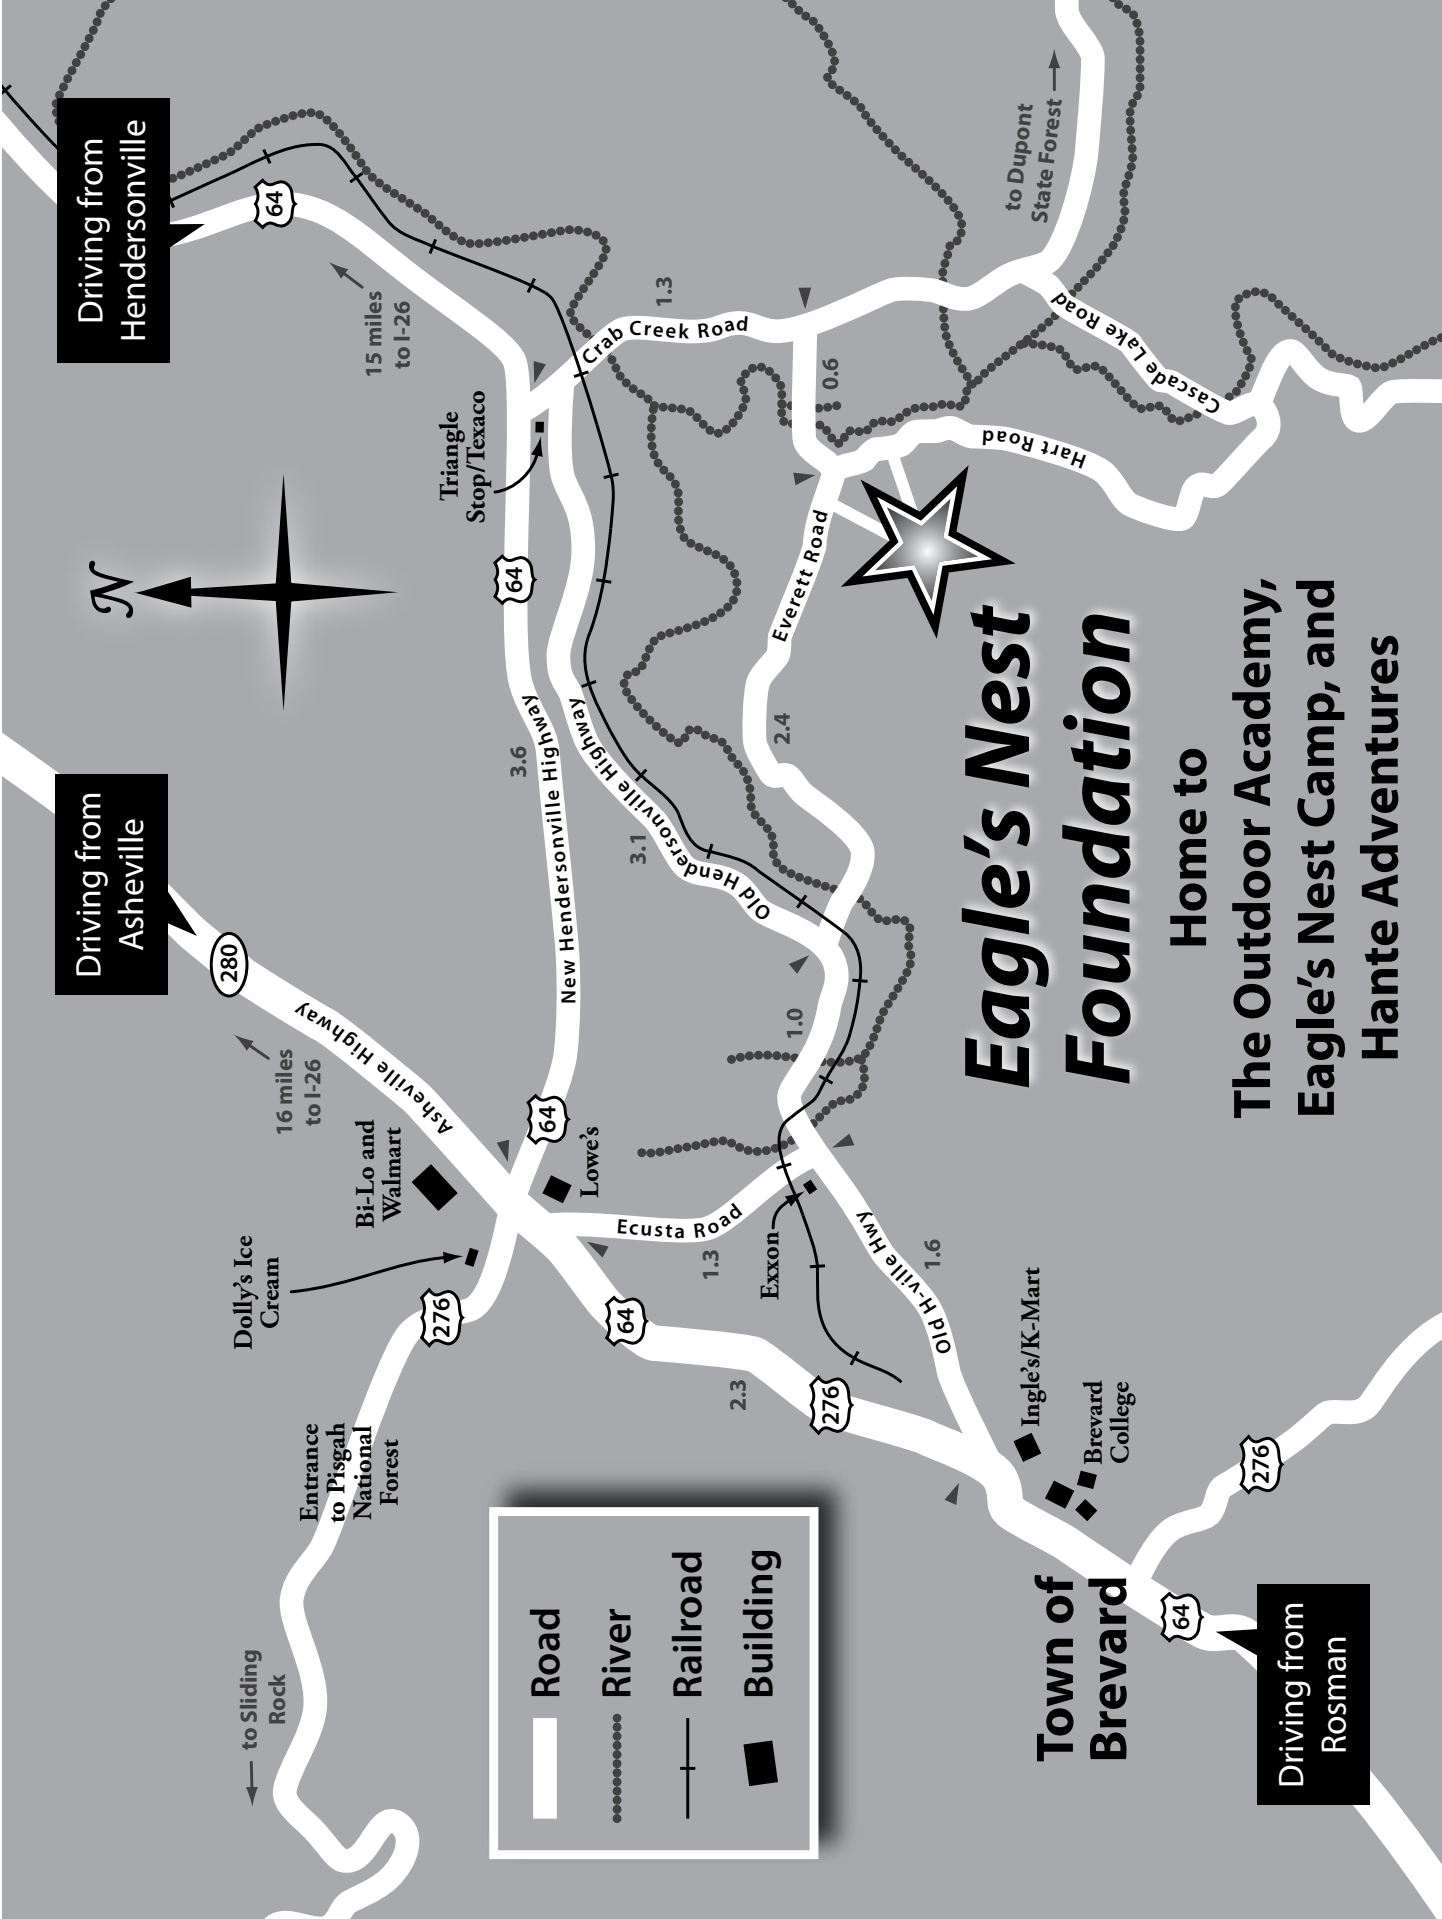 to Sliding
Rock
Entrance
to Pisgah
National
Forest
276
Dolly's Ice
Cream
Bi-Lo and
Walmart
16 miles
to I-26
Asheville Highway
280
Driving from
Asheville
N
15 miles
to I-26
64
Driving from
Hendersonville
Lowe's
64
New Hendersonville Highway
3.6
64
Triangle
Stop/Texaco
Old Hendersonville Highway
3.1
Crab Creek Road
1.3
64
Ecusta Road
1.3
2.3
276
Exxon
1.0
Old H-ville Hwy
1.6
2.4
Everett Road
0.6
Hart Road
Cascade Lake Road
to Dupont
State Forest
Road
River
Railroad
Building
Ingle's/K-Mart
Brevard
College
Town of
Brevard
276
64
Driving from
Rosman
Eagle's Nest
Foundation
Home to
The Outdoor Academy,
Eagle's Nest Camp, and
Hante Adventures